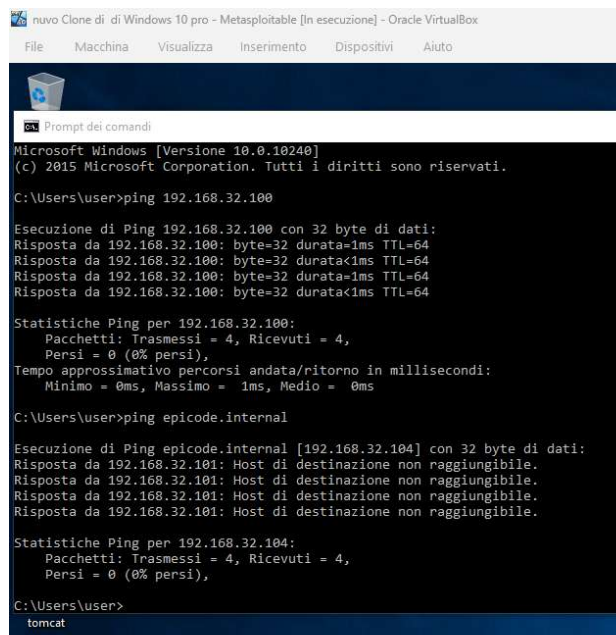 nuvo Clone di di Windows 10 pro - Metasploitable [In esecuzione] - Oracle VirtualBox
File Macchina Visualizza Inserimento Dispositivi Aiuto
Prompt dei comandi
Microsoft Windows [Versione 10.0.10240]
(c) 2015 Microsoft Corporation. Tutti i diritti sono riservati.
C:\Users\user>ping 192.168.32.100
Esecuzione di Ping 192.168.32.100 con 32 byte di dati:
Risposta da 192.168.32.100: byte=32 durata=1ms TTL=64
Risposta da 192.168.32.100: byte=32 durata<1ms TTL=64
Risposta da 192.168.32.100: byte=32 durata=1ms TTL=64
Risposta da 192.168.32.100: byte=32 durata<1ms TTL=64
Statistiche Ping per 192.168.32.100:
Pacchetti: Trasmessi = 4, Ricevuti = 4,
Persi = 0 (0% persi),
Tempo approssimativo percorsi andata/ritorno in millisecondi:
Minimo = 0ms, Massimo = 1ms, Medio = 0ms
C:\Users\user>ping epicode.internal
Esecuzione di Ping epicode.internal [192.168.32.104] con 32 byte di dati:
Risposta da 192.168.32.101: Host di destinazione non raggiungibile.
Risposta da 192.168.32.101: Host di destinazione non raggiungibile.
Risposta da 192.168.32.101: Host di destinazione non raggiungibile.
Risposta da 192.168.32.101: Host di destinazione non raggiungibile.
Statistiche Ping per 192.168.32.104:
Pacchetti: Trasmessi = 4, Ricevuti = 4,
Persi = 0 (0% persi),
C:\Users\user>
tomcat